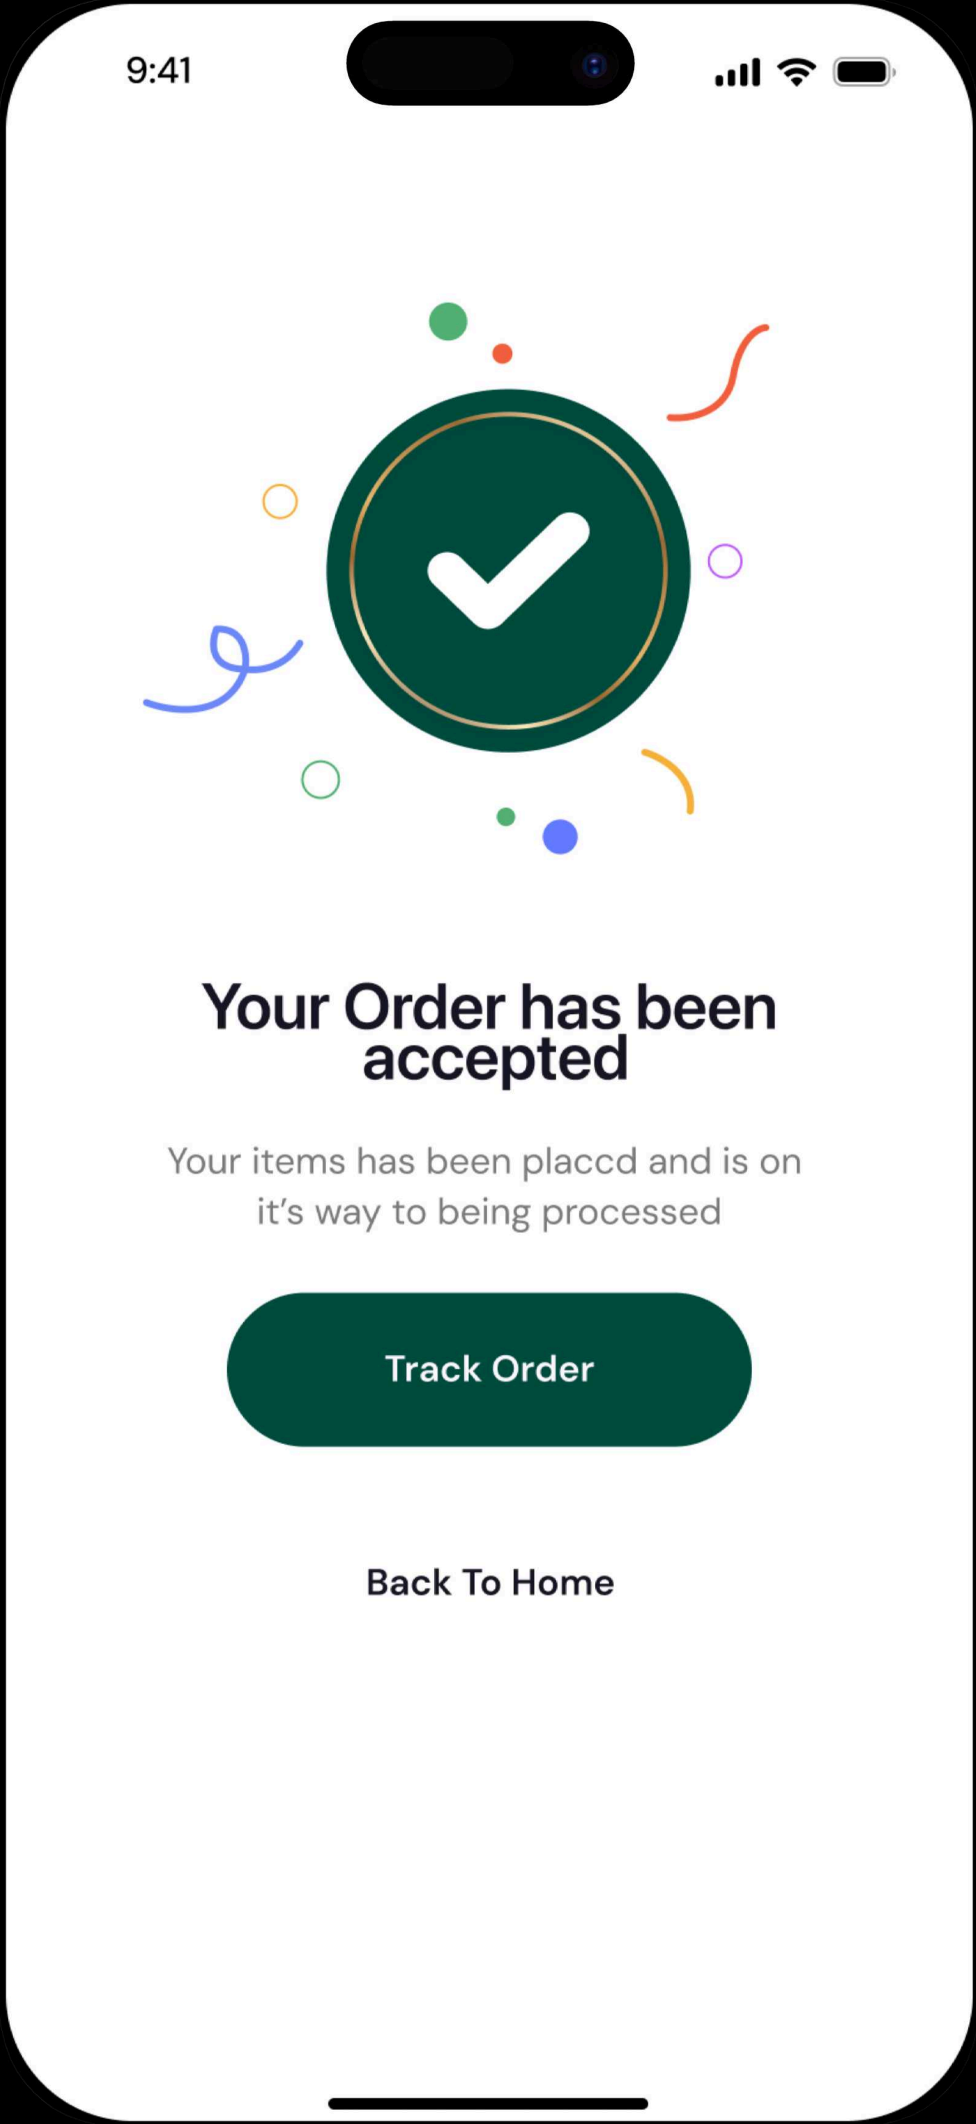 9:41
Your Order has been
accepted
Your items has been placcd and is on
it’s way to being processed
Track Order
Back To Home